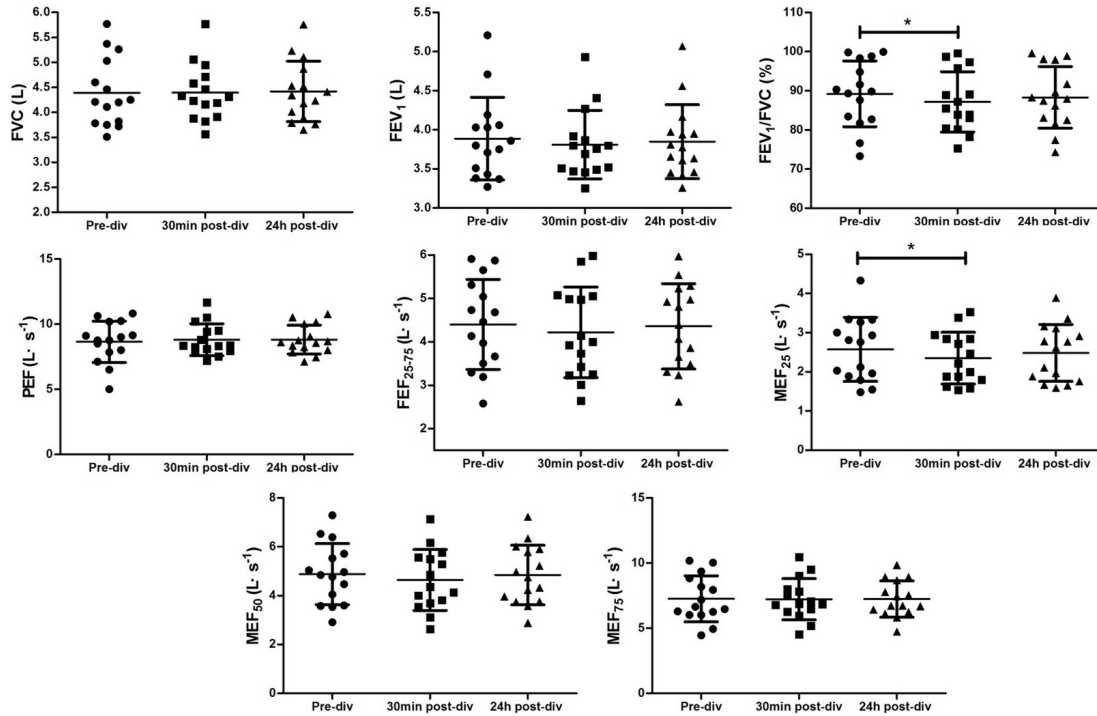 FVC (L)
6.0
5.5
5.0
4.5
4.0
3.5
3.0
2.5
2.0
Pre-div 30min post-div 24h post-div
FEV1 (L)
5.5
5.0
4.5
4.0
3.5
3.0
Pre-div 30min post-div 24h post-div
FEV1/FVC (%)
110
100
90
80
70
60
*
Pre-div 30min post-div 24h post-div
PEF (L· s-1)
15
10
5
0
Pre-div 30min post-div 24h post-div
FEF25-75 (L· s-1)
6
5
4
3
2
Pre-div 30min post-div 24h post-div
MEF25 (L· s-1)
5
4
3
2
1
0
*
Pre-div 30min post-div 24h post-div
MEF50 (L· s-1)
8
6
4
2
0
Pre-div 30min post-div 24h post-div
MEF75 (L· s-1)
15
10
5
0
Pre-div 30min post-div 24h post-div